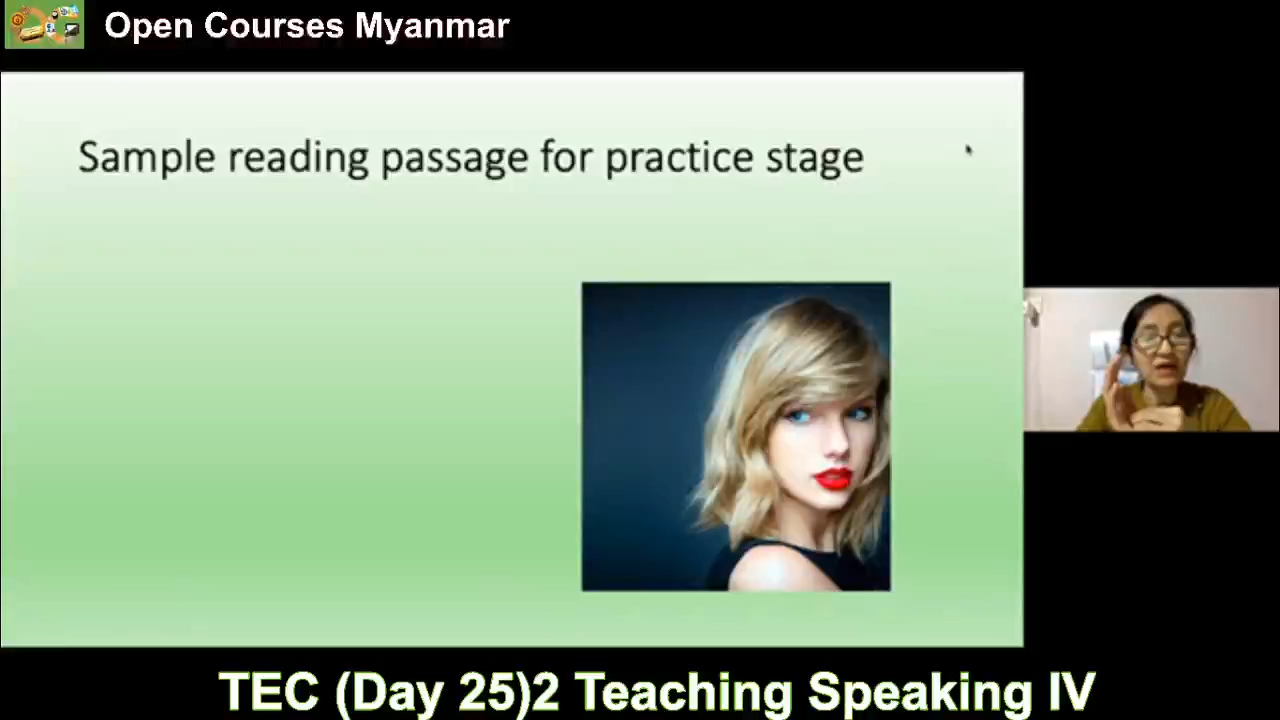 Open Courses Myanmar
Sample reading passage for practice stage
TEC (Day 25)2 Teaching Speaking IV